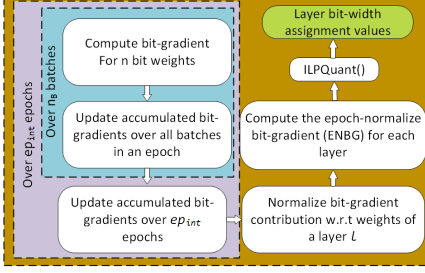 Over ep_int epochs
Over n_B batches
Compute bit-gradient
For n bit weights
Update accumulated bit-
gradients over all batches
in an epoch
Update accumulated bit-
gradients over ep_int
epochs
Normalize bit-gradient
contribution w.r.t weights of
a layer L
Compute the epoch-normalize
bit-gradient (ENBG) for each
layer
ILPQuant()
Layer bit-width
assignment values